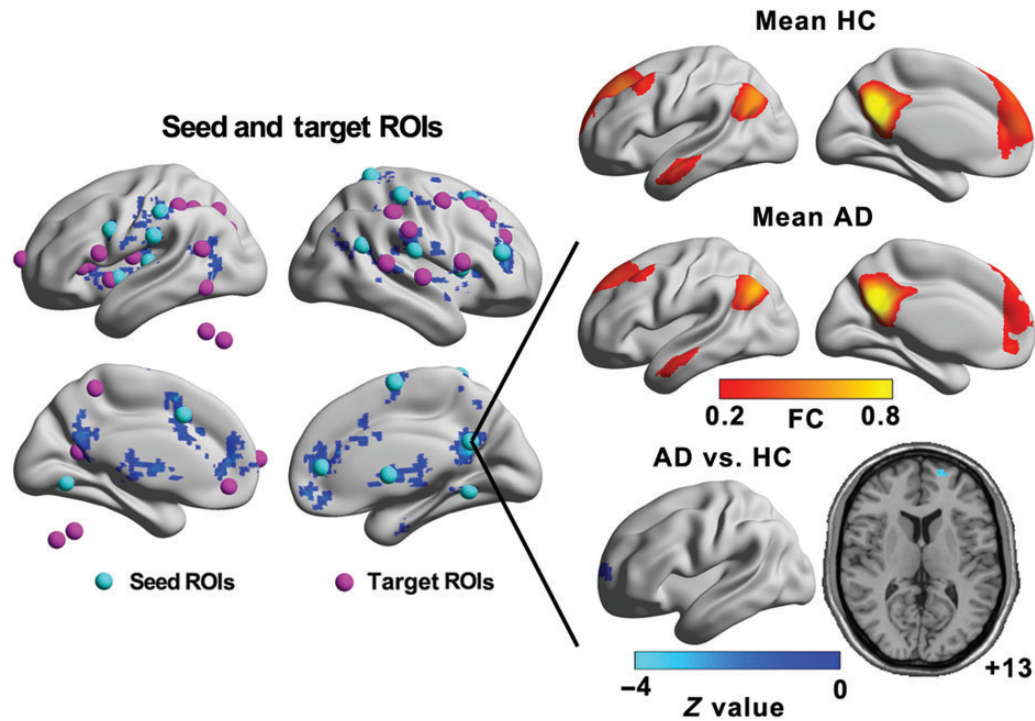 Seed and target ROIs
Seed ROIs
Target ROIs
Mean HC
Mean AD
0.2 FC 0.8
AD vs. HC
+13
−4 0
Z value